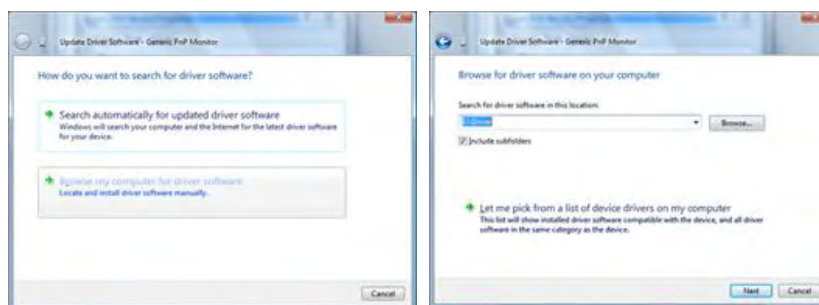 Update Driver Software - Generic PnP Monitor
How do you want to search for driver software?
Search automatically for updated driver software
Windows will search your computer and the Internet for the latest driver software
for your device.
Browse my computer for driver software
Locate and install driver software manually.
Cancel
Update Driver Software - Generic PnP Monitor
Browse for driver software on your computer
Search for driver software in this location:
Browse...
Include subfolders
Let me pick from a list of device drivers on my computer
This list will show installed driver software compatible with the device, and all driver
software in the same category as the device.
Next
Cancel